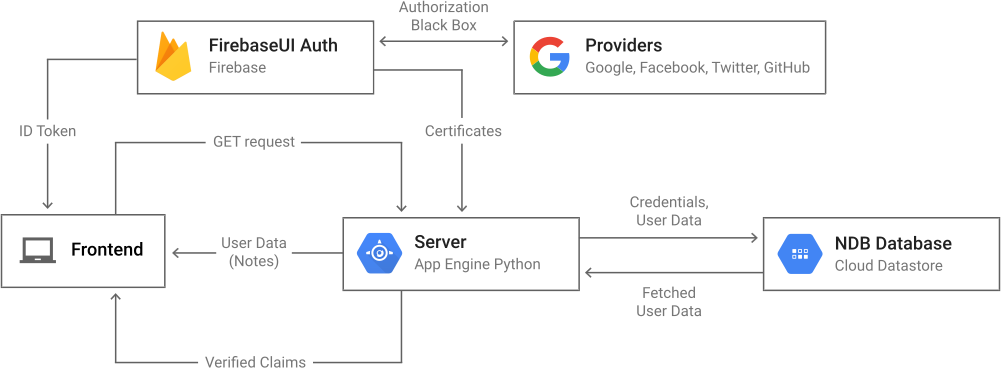 Authorization
Black Box
FirebaseUI Auth
Firebase
Providers
Google, Facebook, Twitter, GitHub
ID Token
Certificates
GET request
Frontend
User Data
(Notes)
Server
App Engine Python
Credentials,
User Data
NDB Database
Cloud Datastore
Fetched
User Data
Verified Claims